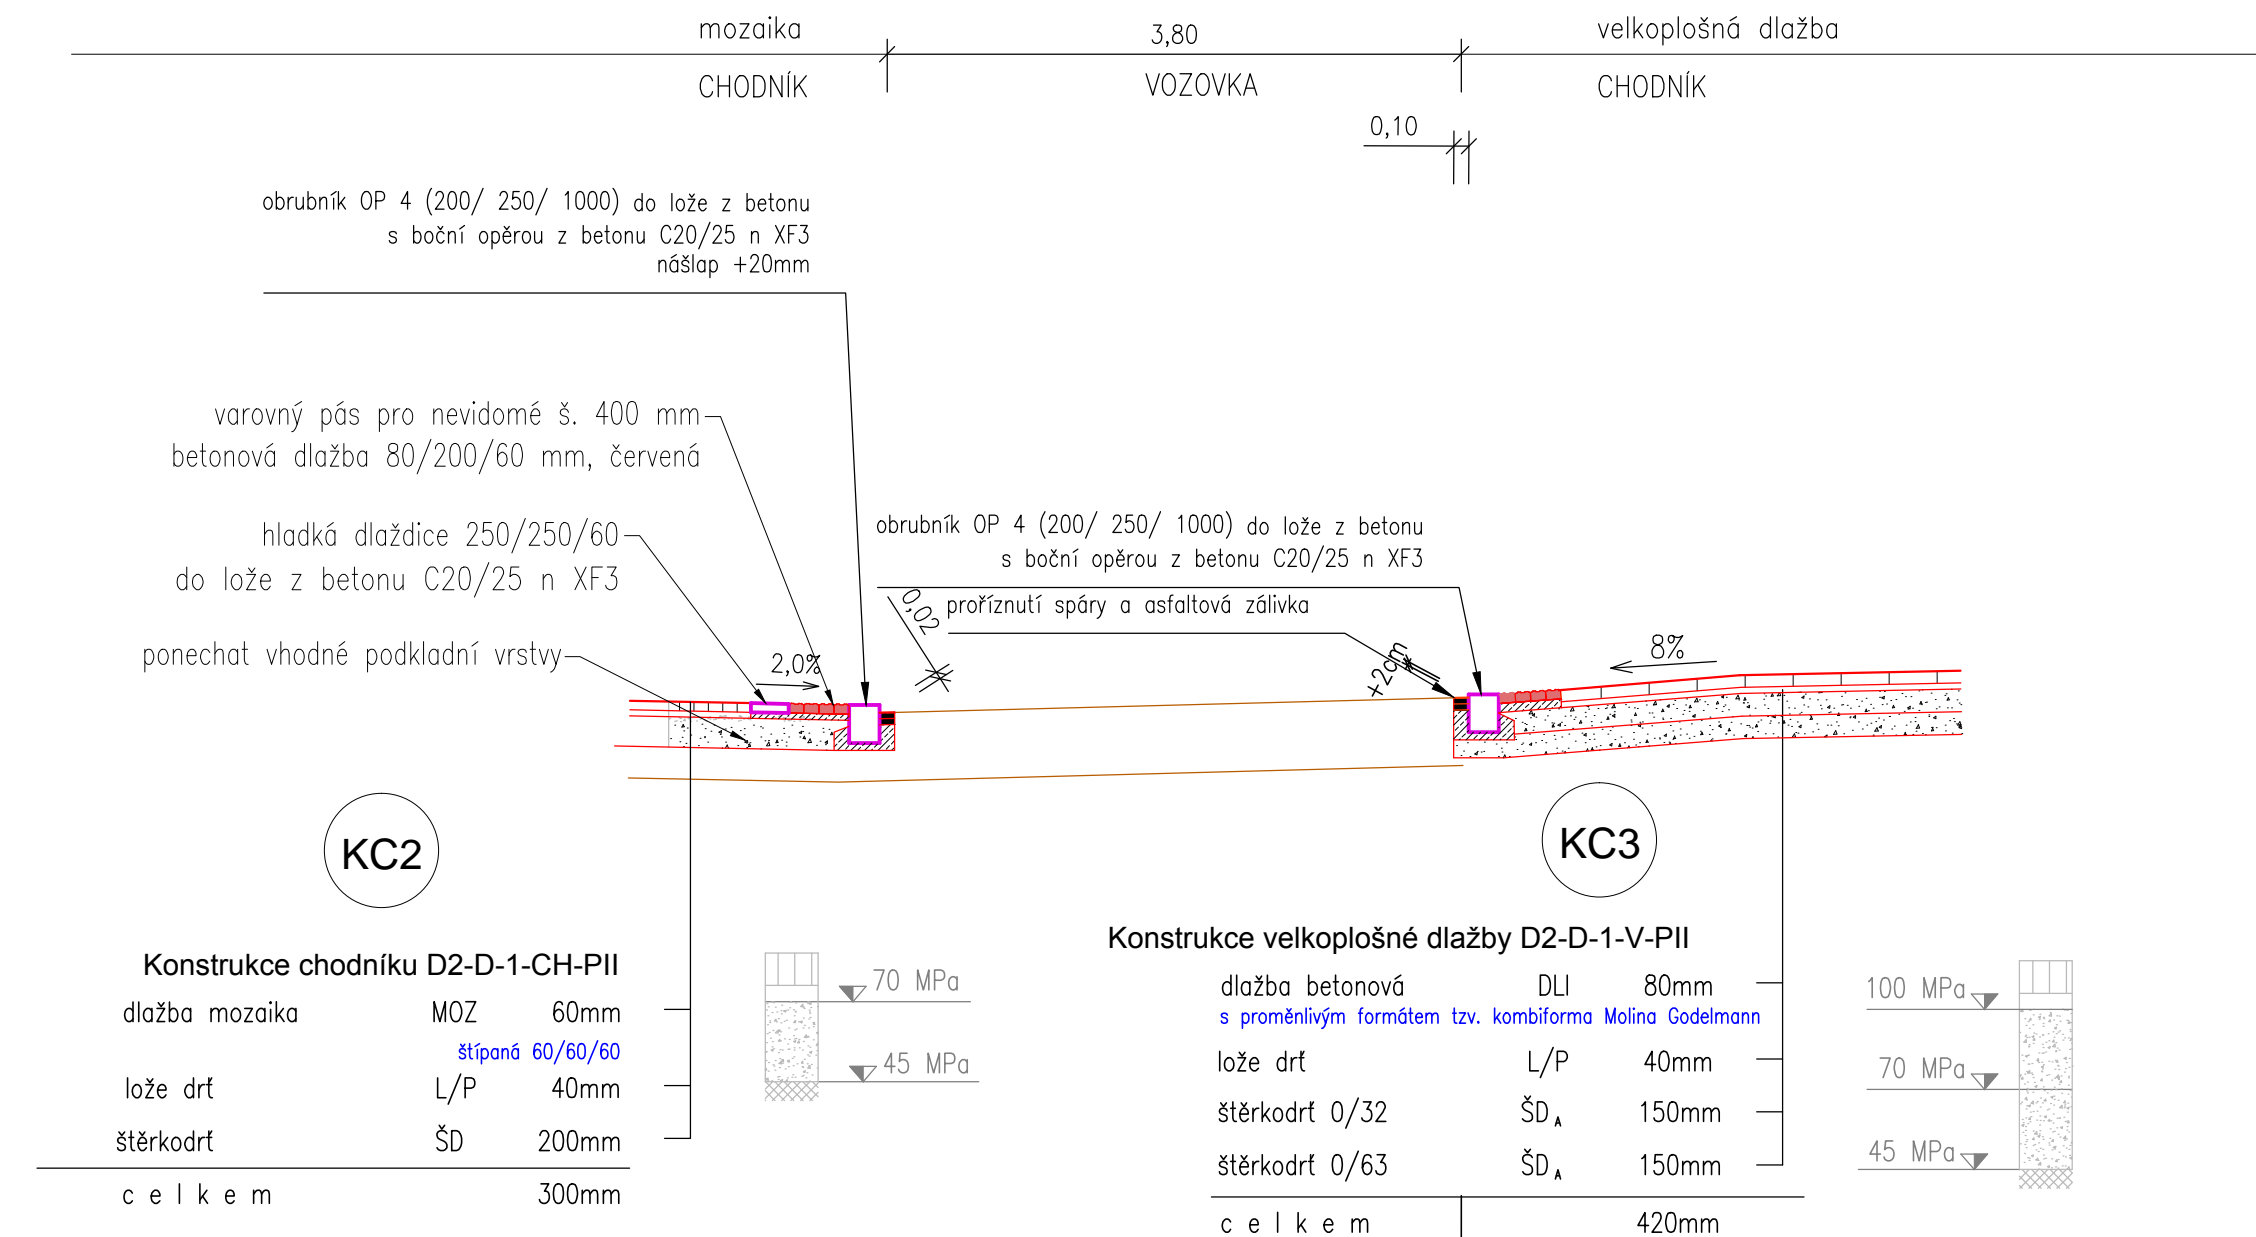 mozaika
3,80
velkoplošná dlažba
CHODNÍK
VOZOVKA
CHODNÍK
0,10
obrubník OP 4 (200/ 250/ 1000) do lože z betonu
s boční opěrou z betonu C20/25 n XF3
nášlap +20mm
varovný pás pro nevidomé š. 400 mm
betonová dlažba 80/200/60 mm, červená
hladká dlaždice 250/250/60
do lože z betonu C20/25 n XF3
ponechat vhodné podkladní vrstvy
obrubník OP 4 (200/ 250/ 1000) do lože z betonu
s boční opěrou z betonu C20/25 n XF3
proříznutí spáry a asfaltová zálivka
0,02
2,0%
+2cm
8%
KC2
Konstrukce chodníku D2-D-1-CH-PII
dlažba mozaika MOZ 60mm
štípaná 60/60/60
lože drť L/P 40mm
štěrkodrť ŠD 200mm
celkem 300mm
70 MPa
45 MPa
KC3
Konstrukce velkoplošné dlažby D2-D-1-V-PII
dlažba betonová DLI 80mm
s proměnlivým formátem tzv. kombiforma Molina Godelmann
lože drť L/P 40mm
štěrkodrť 0/32 ŠDA 150mm
štěrkodrť 0/63 ŠDA 150mm
celkem 420mm
100 MPa
70 MPa
45 MPa